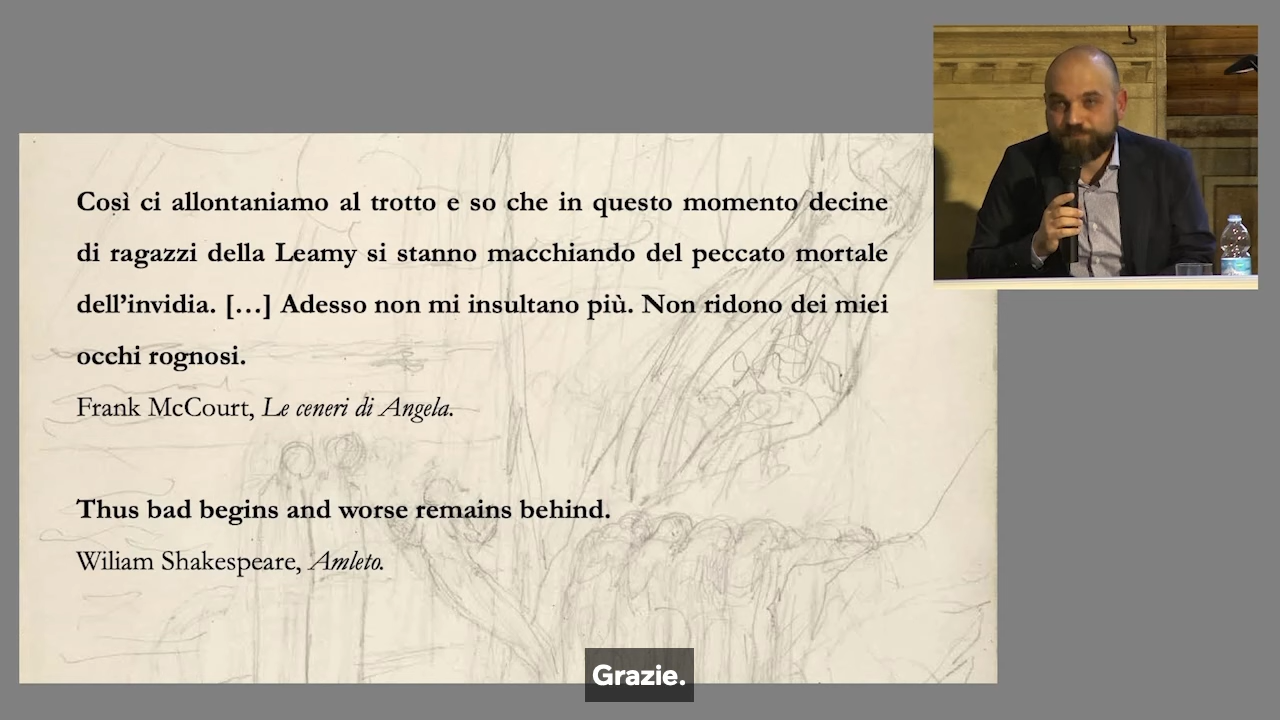 Così ci allontaniamo al trotto e so che in questo momento decine
di ragazzi della Leamy si stanno macchiando del peccato mortale
dell’invidia. […] Adesso non mi insultano più. Non ridono dei miei
occhi rognosi.
Frank McCourt, Le ceneri di Angela.
Thus bad begins and worse remains behind.
Wiliam Shakespeare, Amleto.
Grazie.